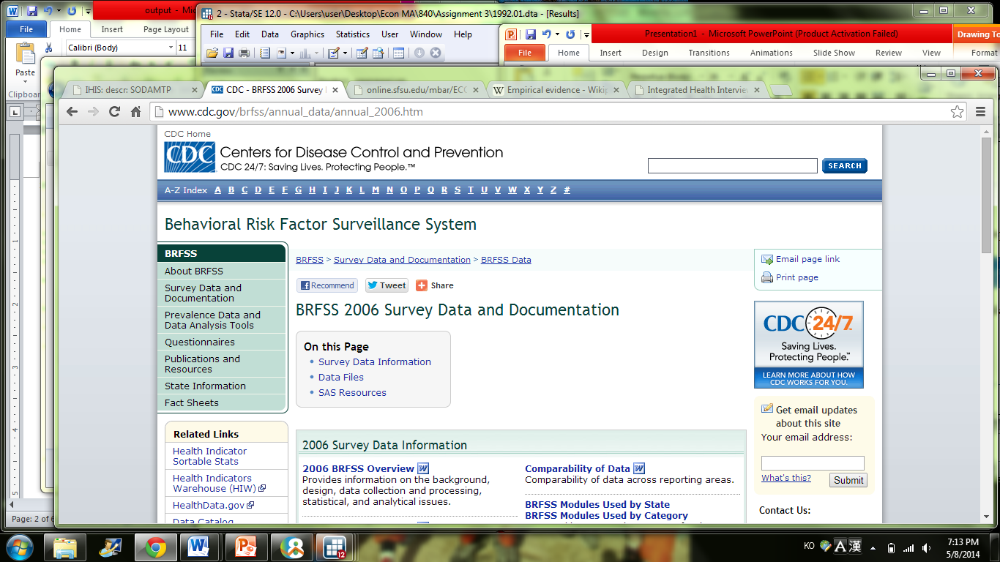 output - Mi
File
Home
Insert
Page Layout
Calibri (Body)
11
Paste
Clipboard
Page: 2 of 6
2 - Stata/SE 12.0 - C:\Users\user\Desktop\Econ MA\840\Assignment 3\1992.01.dta - [Results]
File Edit Data Graphics Statistics User Window Help
Presentation1 - Microsoft PowerPoint (Product Activation Failed)
Drawing To
File Home Insert Design Transitions Animations Slide Show Review View Format
IHIS: descr: SODAMTP
CDC - BRFSS 2006 Survey
online.sfsu.edu/mbar/ECO
Empirical evidence - Wikip
Integrated Health Intervie
www.cdc.gov/brfss/annual_data/annual_2006.htm
CDC Home
CDC
Centers for Disease Control and Prevention
CDC 24/7: Saving Lives. Protecting People.™
SEARCH
A-Z Index A B C D E F G H I J K L M N O P Q R S T U V W X Y Z #
Behavioral Risk Factor Surveillance System
BRFSS
About BRFSS
Survey Data and
Documentation
Prevalence Data and
Data Analysis Tools
Questionnaires
Publications and
Resources
State Information
Fact Sheets
Related Links
Health Indicator
Sortable Stats
Health Indicators
Warehouse (HIW)
HealthData.gov
Data Catalog
BRFSS > Survey Data and Documentation > BRFSS Data
Recommend
Tweet
Share
BRFSS 2006 Survey Data and Documentation
On this Page
• Survey Data Information
• Data Files
• SAS Resources
2006 Survey Data Information
2006 BRFSS Overview
Provides information on the background,
design, data collection and processing,
statistical, and analytical issues.
Comparability of Data
Comparability of data across reporting areas.
BRFSS Modules Used by State
BRFSS Modules Used by Category
Email page link
Print page
CDC 24/7
Saving Lives.
Protecting People.™
LEARN MORE ABOUT HOW
CDC WORKS FOR YOU.
Get email updates
about this site
Your email address:
What's this?
Submit
Contact Us:
KO
A 漢
7:13 PM
5/8/2014